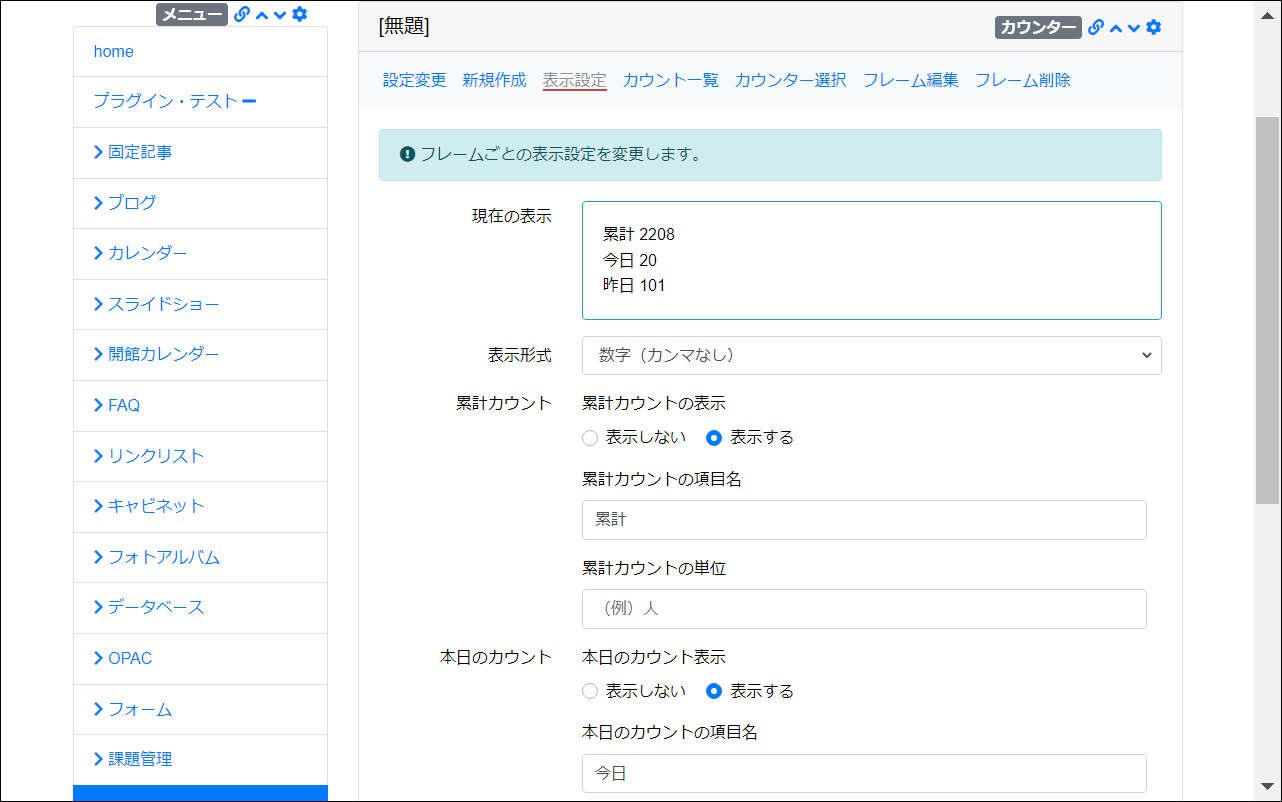 メニュー
home
プラグイン・テスト
固定記事
ブログ
カレンダー
スライドショー
開館カレンダー
FAQ
リンクリスト
キャビネット
フォトアルバム
データベース
OPAC
フォーム
課題管理
[無題]
カウンター
設定変更 新規作成 表示設定 カウント一覧 カウンター選択 フレーム編集 フレーム削除
フレームごとの表示設定を変更します。
現在の表示
累計 2208
今日 20
昨日 101
表示形式
数字（カンマなし）
累計カウント
累計カウントの表示
表示しない 表示する
累計カウントの項目名
累計
累計カウントの単位
（例）人
本日のカウント
本日のカウント表示
表示しない 表示する
本日のカウントの項目名
今日